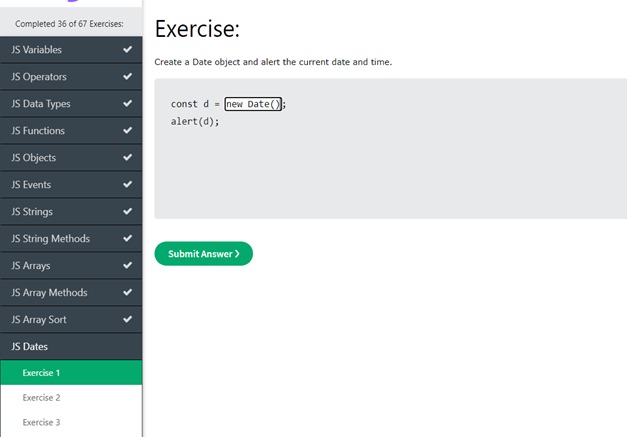 Completed 36 of 67 Exercises:
JS Variables
JS Operators
JS Data Types
JS Functions
JS Objects
JS Events
JS Strings
JS String Methods
JS Arrays
JS Array Methods
JS Array Sort
JS Dates
Exercise 1
Exercise 2
Exercise 3
Exercise:
Create a Date object and alert the current date and time.
const d = new Date();
alert(d);
Submit Answer ❯